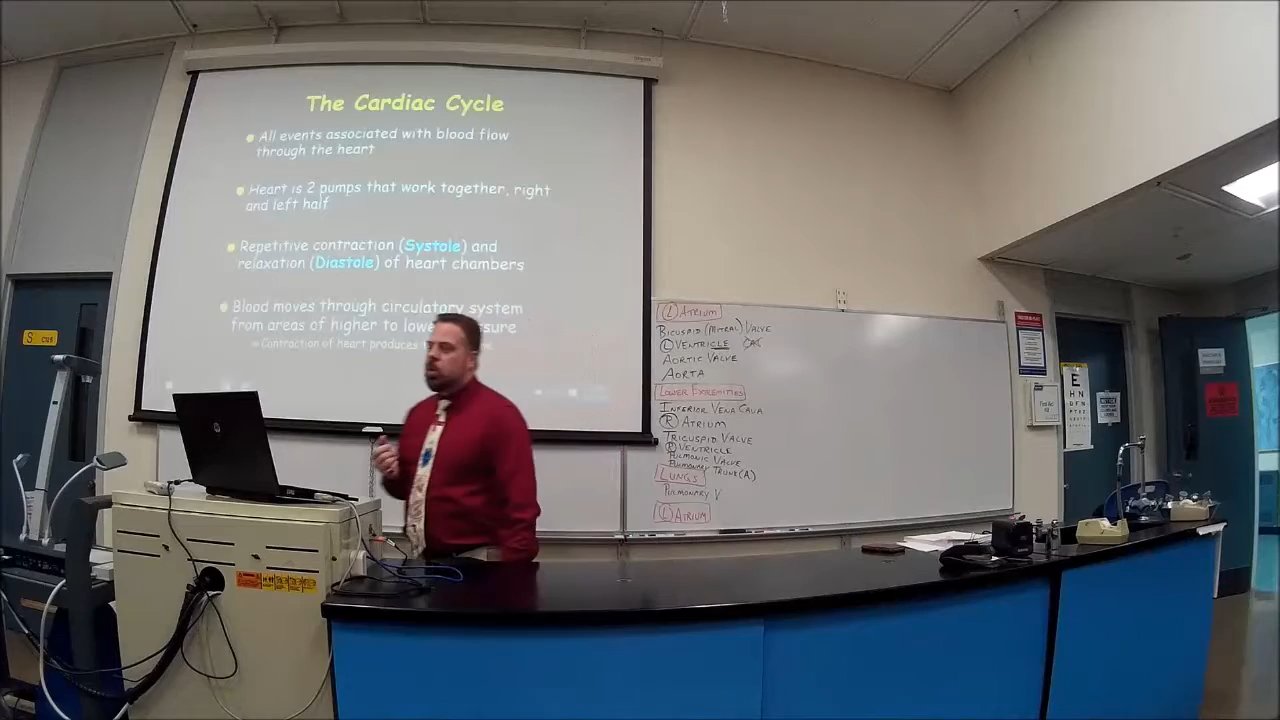 The Cardiac Cycle
All events associated with blood flow
through the heart
Heart is 2 pumps that work together, right
and left half
Repetitive contraction (Systole) and
relaxation (Diastole) of heart chambers
Blood moves through circulatory system
from areas of higher to
Contraction of heart produces
(L) ATRIUM
BICUSPID (MITRAL) VALVE
(L) VENTRICLE
AORTIC VALVE
AORTA
LOWER EXTREMITIES
INFERIOR VENA CAVA
(R) ATRIUM
TRICUSPID VALVE
(R) VENTRICLE
PULMONIC VALVE
PULMONARY TRUNK (A)
LUNGS
PULMONARY V
(L) ATRIUM
First Aid
Kit
E